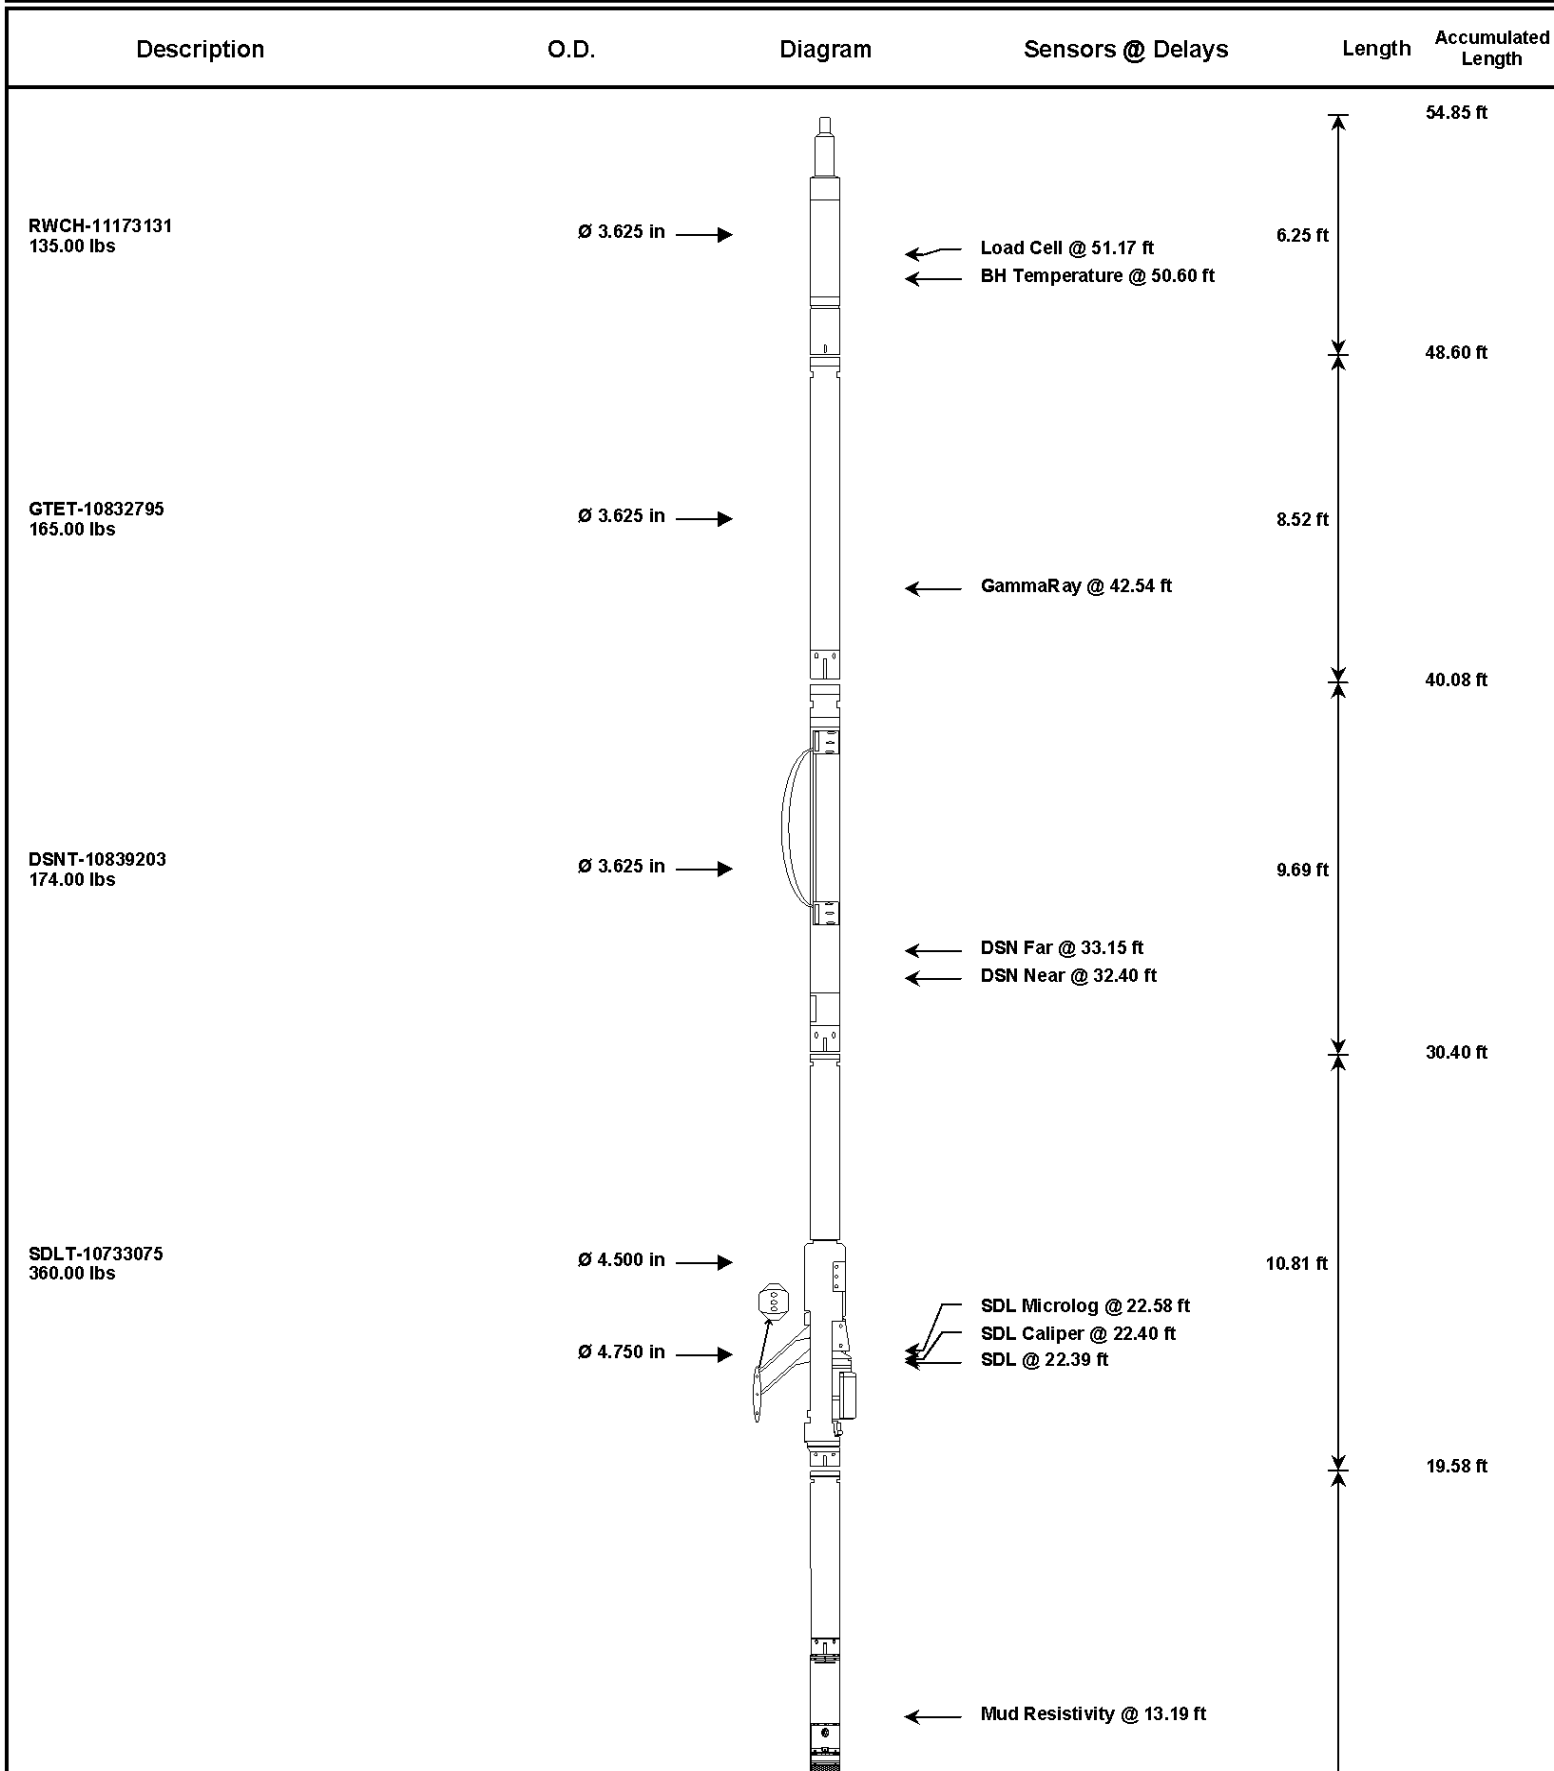 Description O.D. Diagram Sensors @ Delays Length Accumulated
Length
54.85 ft
RWCH-11173131
135.00 lbs
Ø 3.625 in
Load Cell @ 51.17 ft
BH Temperature @ 50.60 ft
6.25 ft
48.60 ft
GTET-10832795
165.00 lbs
Ø 3.625 in
8.52 ft
GammaRay @ 42.54 ft
40.08 ft
DSNT-10839203
174.00 lbs
Ø 3.625 in
9.69 ft
DSN Far @ 33.15 ft
DSN Near @ 32.40 ft
30.40 ft
SDLT-10733075
360.00 lbs
Ø 4.500 in
10.81 ft
SDL Microlog @ 22.58 ft
SDL Caliper @ 22.40 ft
Ø 4.750 in
SDL @ 22.39 ft
19.58 ft
Mud Resistivity @ 13.19 ft